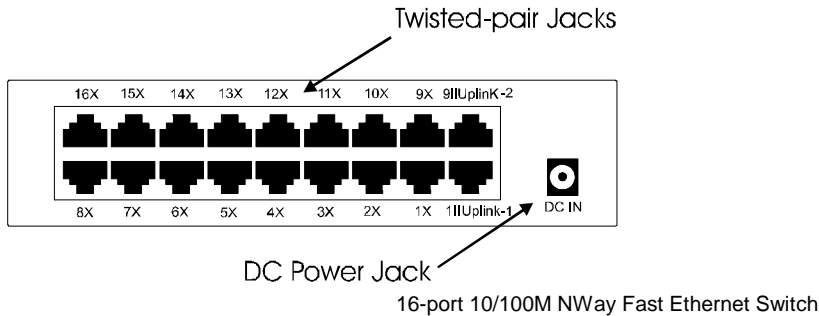 Twisted-pair Jacks
16X 15X 14X 13X 12X 11X 10X 9X 9IIUplinK-2
8X 7X 6X 5X 4X 3X 2X 1X 1IIUplink-1
DC IN
DC Power Jack
16-port 10/100M NWay Fast Ethernet Switch